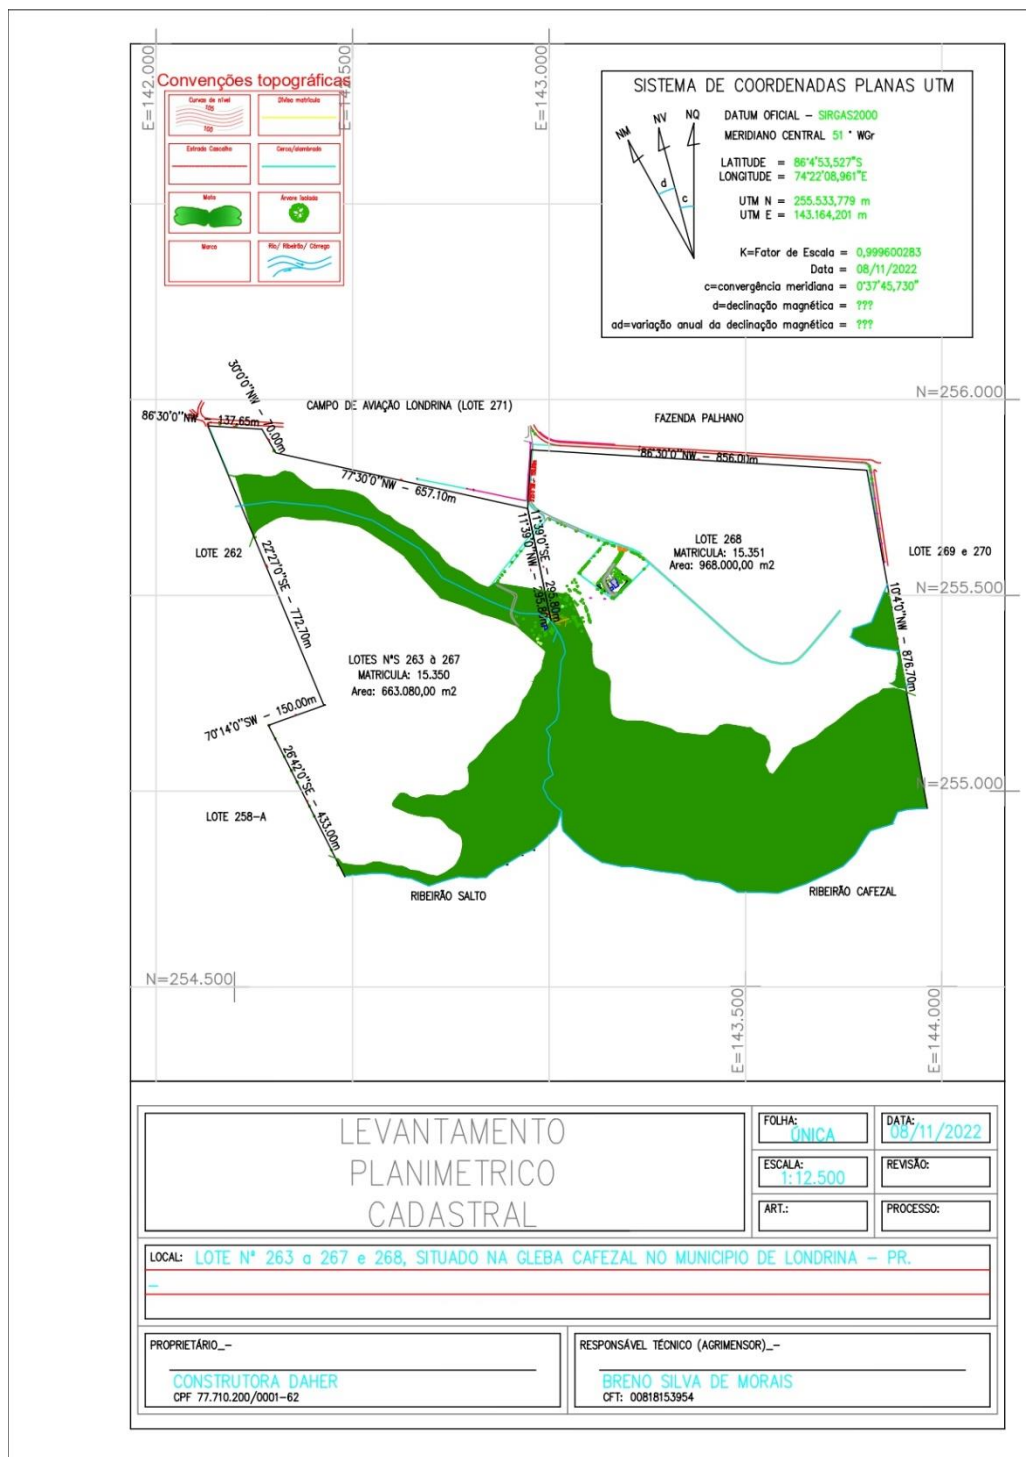 E=142.000
E=142.500
E=143.000
Convenções topográficas
Curvas de nível
105
100
Divisa matricula
Estrada Cascalho
Cerca/alambrado
Mata
Árvore Isolada
Marco
Rio/ Ribeirão/ Córrego
SISTEMA DE COORDENADAS PLANAS UTM
NM
NV
NQ
d
c
DATUM OFICIAL - SIRGAS2000
MERIDIANO CENTRAL 51 ° WGr
LATITUDE = 86°4'53,527"S
LONGITUDE = 74°22'08,961"E
UTM N = 255.533,779 m
UTM E = 143.164,201 m
K=Fator de Escala = 0,999600283
Data = 08/11/2022
c=convergência meridiana = 0°37'45,730"
d=declinação magnética = ???
ad=variação anual da declinação magnética = ???
N=256.000
30°0'0"NW - 70.00m
86°30'0"NW - 137.65m
CAMPO DE AVIAÇÃO LONDRINA (LOTE 271)
FAZENDA PALHANO
86°30'0"NW - 856.00m
77°30'0"NW - 657.10m
LOTE 262
22°27'0"SE - 772.70m
11°39'0"SE - 295.80m
11°39'0"NW - 295.80m
LOTE 268
MATRICULA: 15.351
Area: 968.000,00 m2
LOTE 269 e 270
N=255.500
10°4'0"NW - 876.70m
LOTES N°S 263 à 267
MATRICULA: 15.350
Area: 663.080,00 m2
70°14'0"SW - 150.00m
26°42'0"SE - 433.00m
N=255.000
LOTE 258-A
RIBEIRÃO SALTO
RIBEIRÃO CAFEZAL
N=254.500
E=143.500
E=144.000
LEVANTAMENTO
PLANIMETRICO
CADASTRAL
FOLHA:
ÚNICA
DATA:
08/11/2022
ESCALA:
1:12.500
REVISÃO:
ART.:
PROCESSO:
LOCAL: LOTE N° 263 a 267 e 268, SITUADO NA GLEBA CAFEZAL NO MUNICIPIO DE LONDRINA - PR.
-
PROPRIETÁRIO_-
CONSTRUTORA DAHER
CPF 77.710.200/0001-62
RESPONSÁVEL TÉCNICO (AGRIMENSOR)_-
BRENO SILVA DE MORAIS
CFT: 00818153954